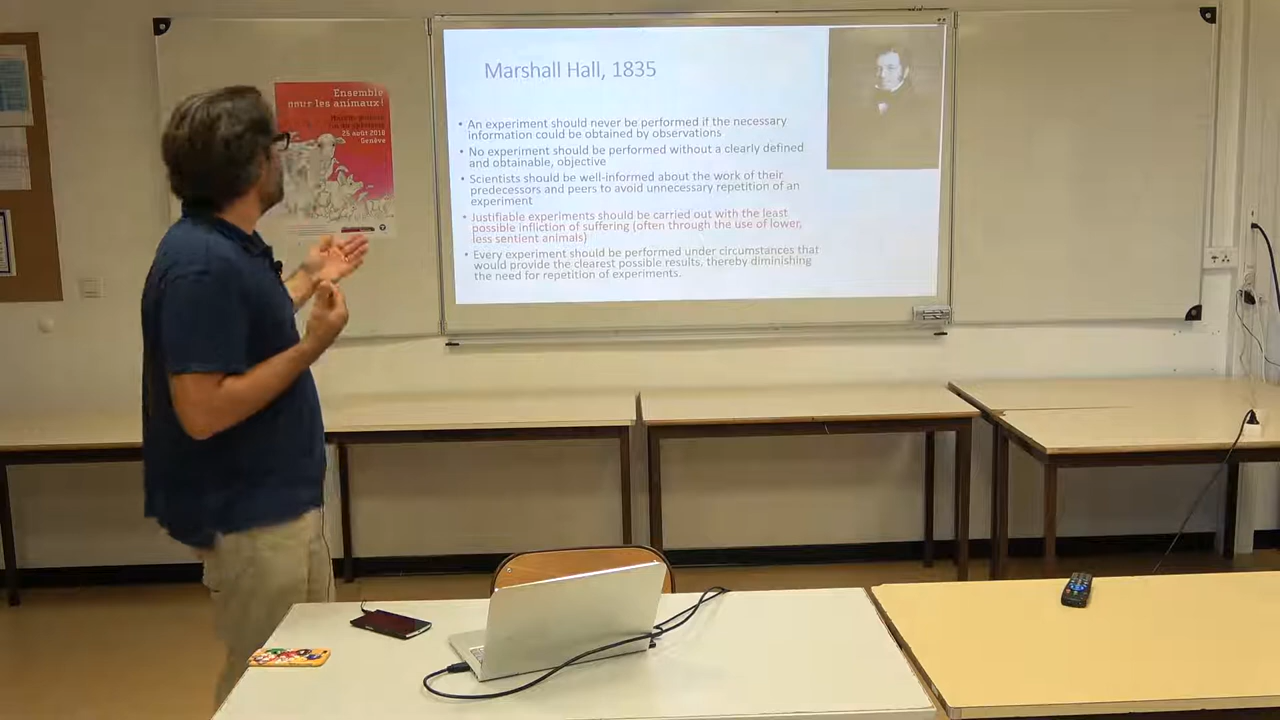 Ensemble
pour les animaux!
25 août 2018
Genève
Marshall Hall, 1835
• An experiment should never be performed if the necessary
information could be obtained by observations
• No experiment should be performed without a clearly defined
and obtainable, objective
• Scientists should be well-informed about the work of their
predecessors and peers to avoid unnecessary repetition of an
experiment
• Justifiable experiments should be carried out with the least
possible infliction of suffering (often through the use of lower,
less sentient animals)
• Every experiment should be performed under circumstances that
would provide the clearest possible results, thereby diminishing
the need for repetition of experiments.